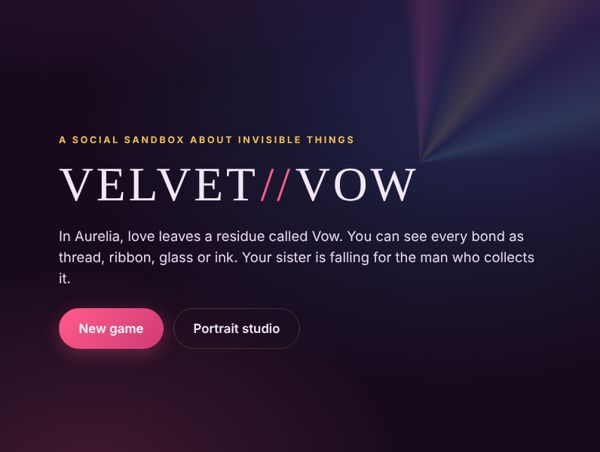 A SOCIAL SANDBOX ABOUT INVISIBLE THINGS
VELVET//VOW
In Aurelia, love leaves a residue called Vow. You can see every bond as
thread, ribbon, glass or ink. Your sister is falling for the man who collects
it.
New game
Portrait studio